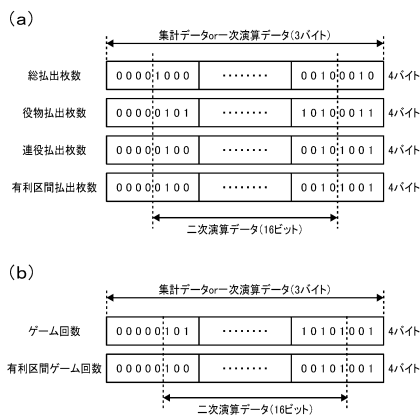 (a)
集計データor一次演算データ(3バイト)
総払出枚数 00001000 ‥‥‥‥ 00100010 4バイト
役物払出枚数 00000101 ‥‥‥‥ 10100011 4バイト
連役払出枚数 00000100 ‥‥‥‥ 00101001 4バイト
有利区間払出枚数 00000100 ‥‥‥‥ 00101001 4バイト
二次演算データ(16ビット)
(b)
集計データor一次演算データ(3バイト)
ゲーム回数 00000101 ‥‥‥‥ 10101001 4バイト
有利区間ゲーム回数 00000100 ‥‥‥‥ 00101001 4バイト
二次演算データ(16ビット)